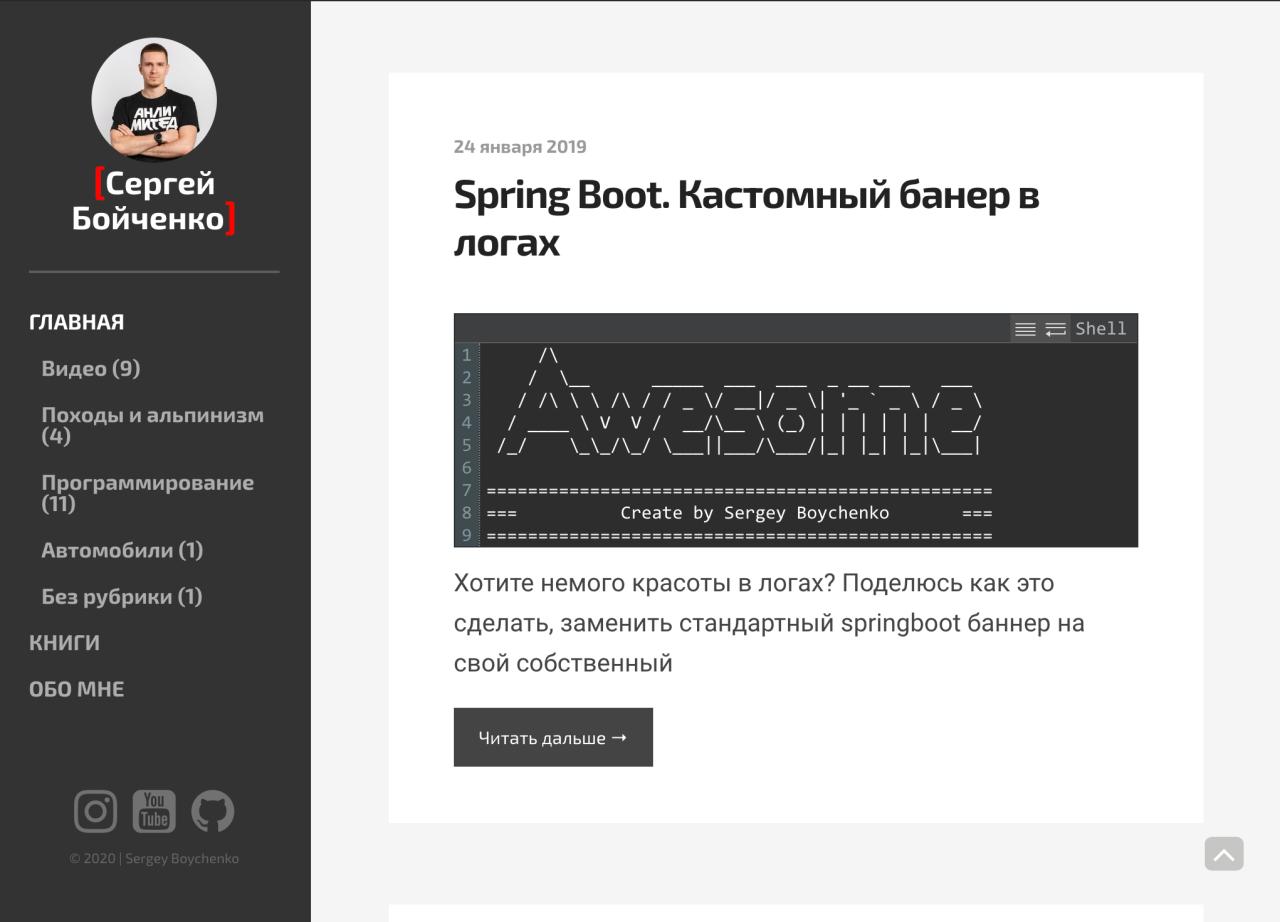 АНЛИ
МИТЕД
[Сергей
Бойченко]
ГЛАВНАЯ
Видео (9)
Походы и альпинизм
(4)
Программирование
(11)
Автомобили (1)
Без рубрики (1)
КНИГИ
ОБО МНЕ
You
Tube
© 2020 | Sergey Boychenko
24 января 2019
Spring Boot. Кастомный банер в
логах
Shell
1       /\
2      /  \__      _____  ___  ___  _ __ ___   ___
3     / /\ \ \ /\ / / _ \/ __|/ _ \| '_ ` _ \ / _ \
4    / ____ \ V  V /  __/\__ \ (_) | | | | | |  __/
5   /_/    \_\_/\_/ \___||___/\___/|_| |_| |_|\___|
6
7  =================================================
8  ===          Create by Sergey Boychenko       ===
9  =================================================
Хотите немого красоты в логах? Поделюсь как это
сделать, заменить стандартный springboot баннер на
свой собственный
Читать дальше →